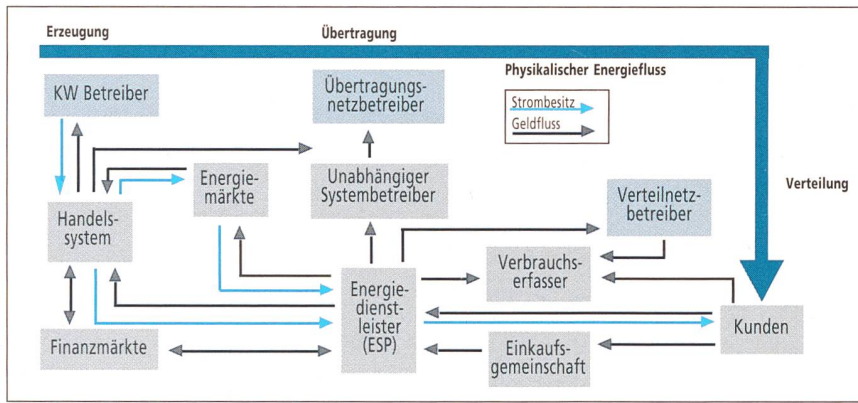 Erzeugung
Übertragung
Physikalischer Energiefluss
Strombesitz
Geldfluss
KW Betreiber
Übertragungs-
netzbetreiber
Energie-
märkte
Unabhängiger
Systembetreiber
Verteilnetz-
betreiber
Verteilung
Handels-
system
Verbrauchs-
erfasser
Energie-
dienst-
leister
(ESP)
Finanzmärkte
Einkaufs-
gemeinschaft
Kunden